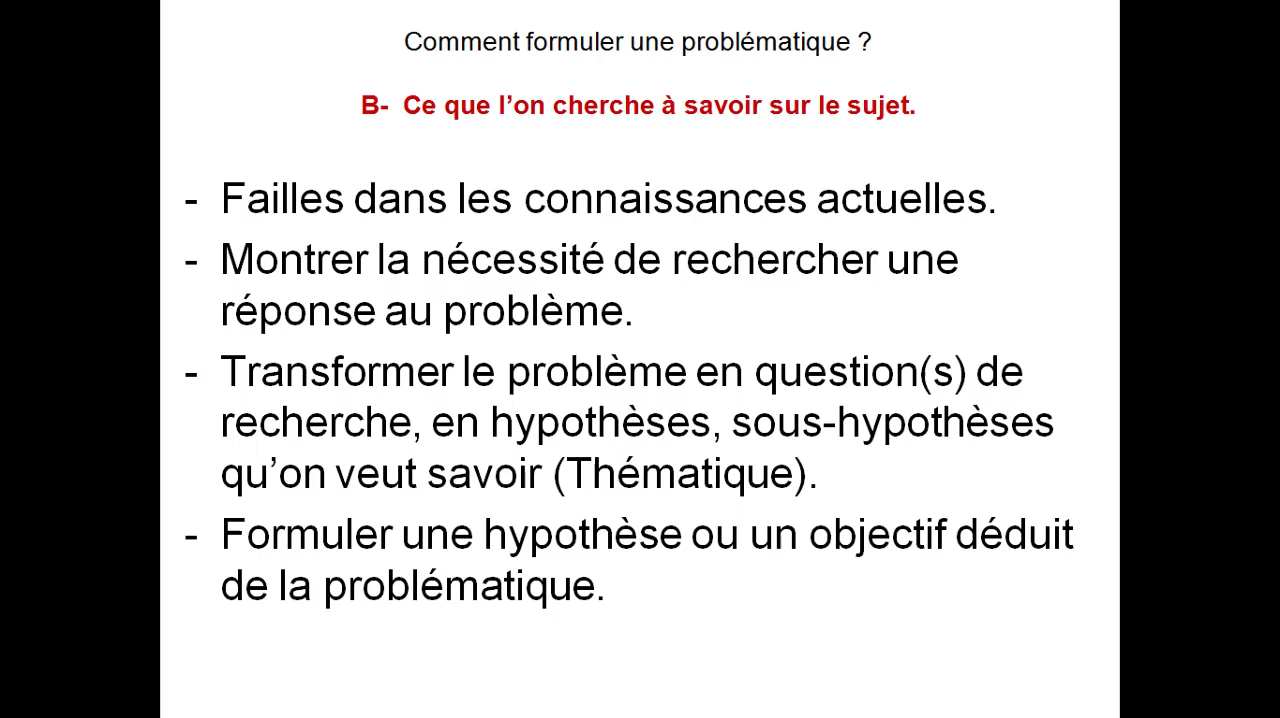 Comment formuler une problématique ?
B- Ce que l’on cherche à savoir sur le sujet.
- Failles dans les connaissances actuelles.
- Montrer la nécessité de rechercher une
réponse au problème.
- Transformer le problème en question(s) de
recherche, en hypothèses, sous-hypothèses
qu’on veut savoir (Thématique).
- Formuler une hypothèse ou un objectif déduit
de la problématique.